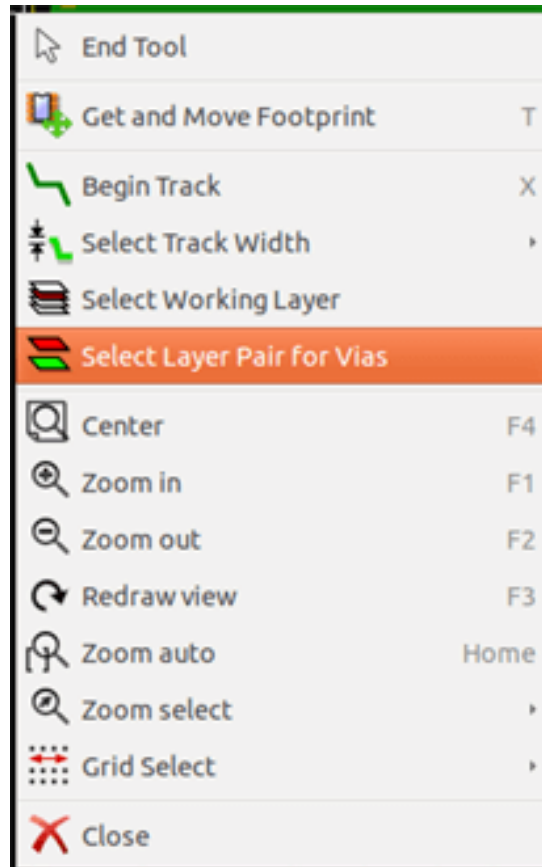 End Tool
Get and Move Footprint T
Begin Track X
Select Track Width
Select Working Layer
Select Layer Pair for Vias
Center F4
Zoom in F1
Zoom out F2
Redraw view F3
Zoom auto Home
Zoom select
Grid Select
Close